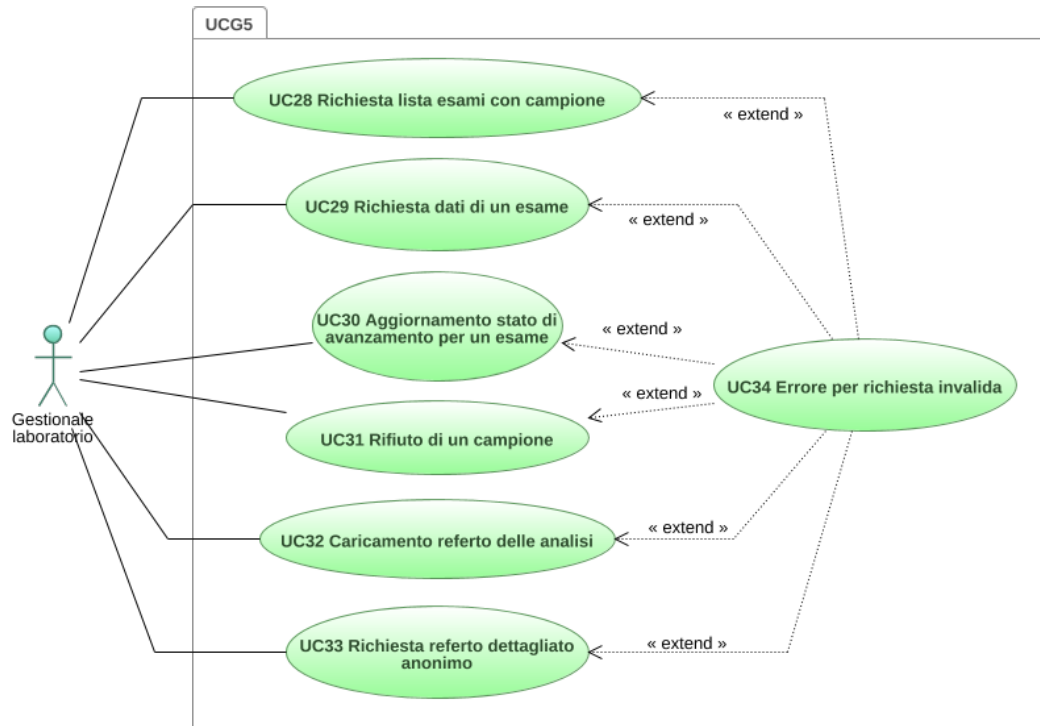 UCG5
UC28 Richiesta lista esami con campione
« extend »
UC29 Richiesta dati di un esame
« extend »
UC30 Aggiornamento stato di
avanzamento per un esame
« extend »
UC34 Errore per richiesta invalida
« extend »
Gestionale
laboratorio
UC31 Rifiuto di un campione
UC32 Caricamento referto delle analisi
« extend »
UC33 Richiesta referto dettagliato
anonimo
« extend »